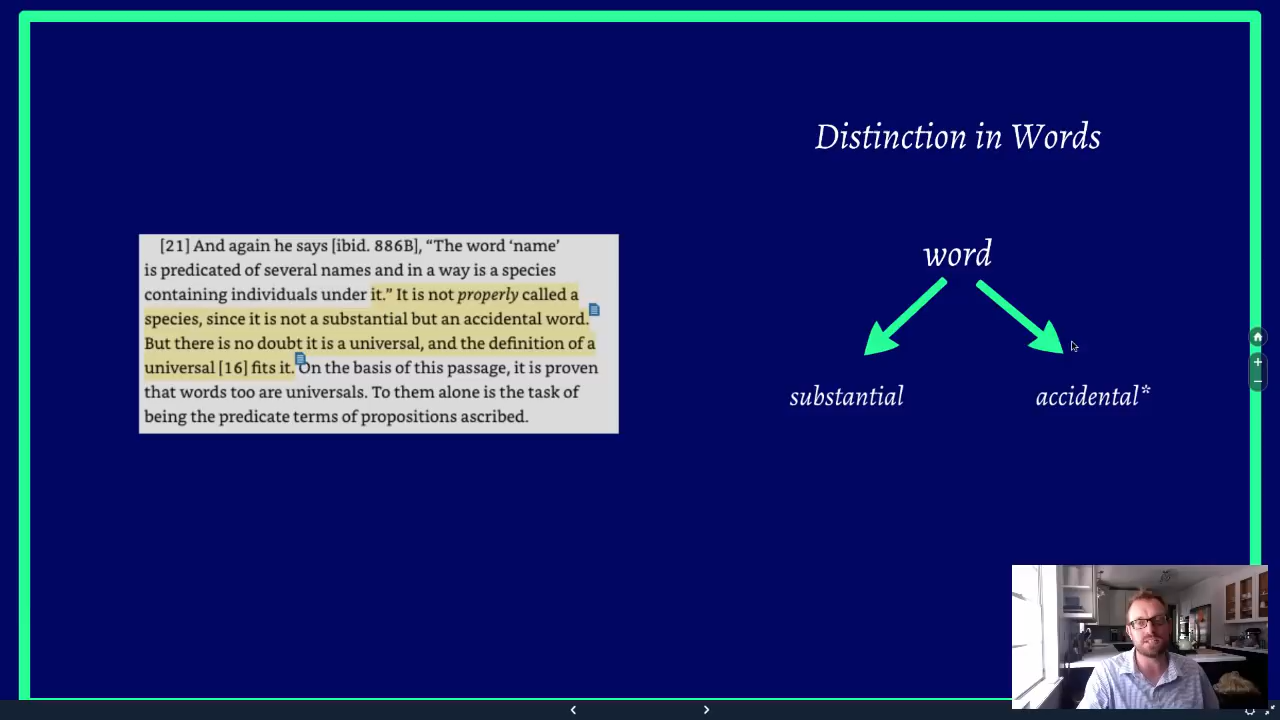 Distinction in Words
word
substantial
accidental*
[21] And again he says [ibid. 886B], “The word ‘name’
is predicated of several names and in a way is a species
containing individuals under it.” It is not properly called a
species, since it is not a substantial but an accidental word.
But there is no doubt it is a universal, and the definition of a
universal [16] fits it. On the basis of this passage, it is proven
that words too are universals. To them alone is the task of
being the predicate terms of propositions ascribed.